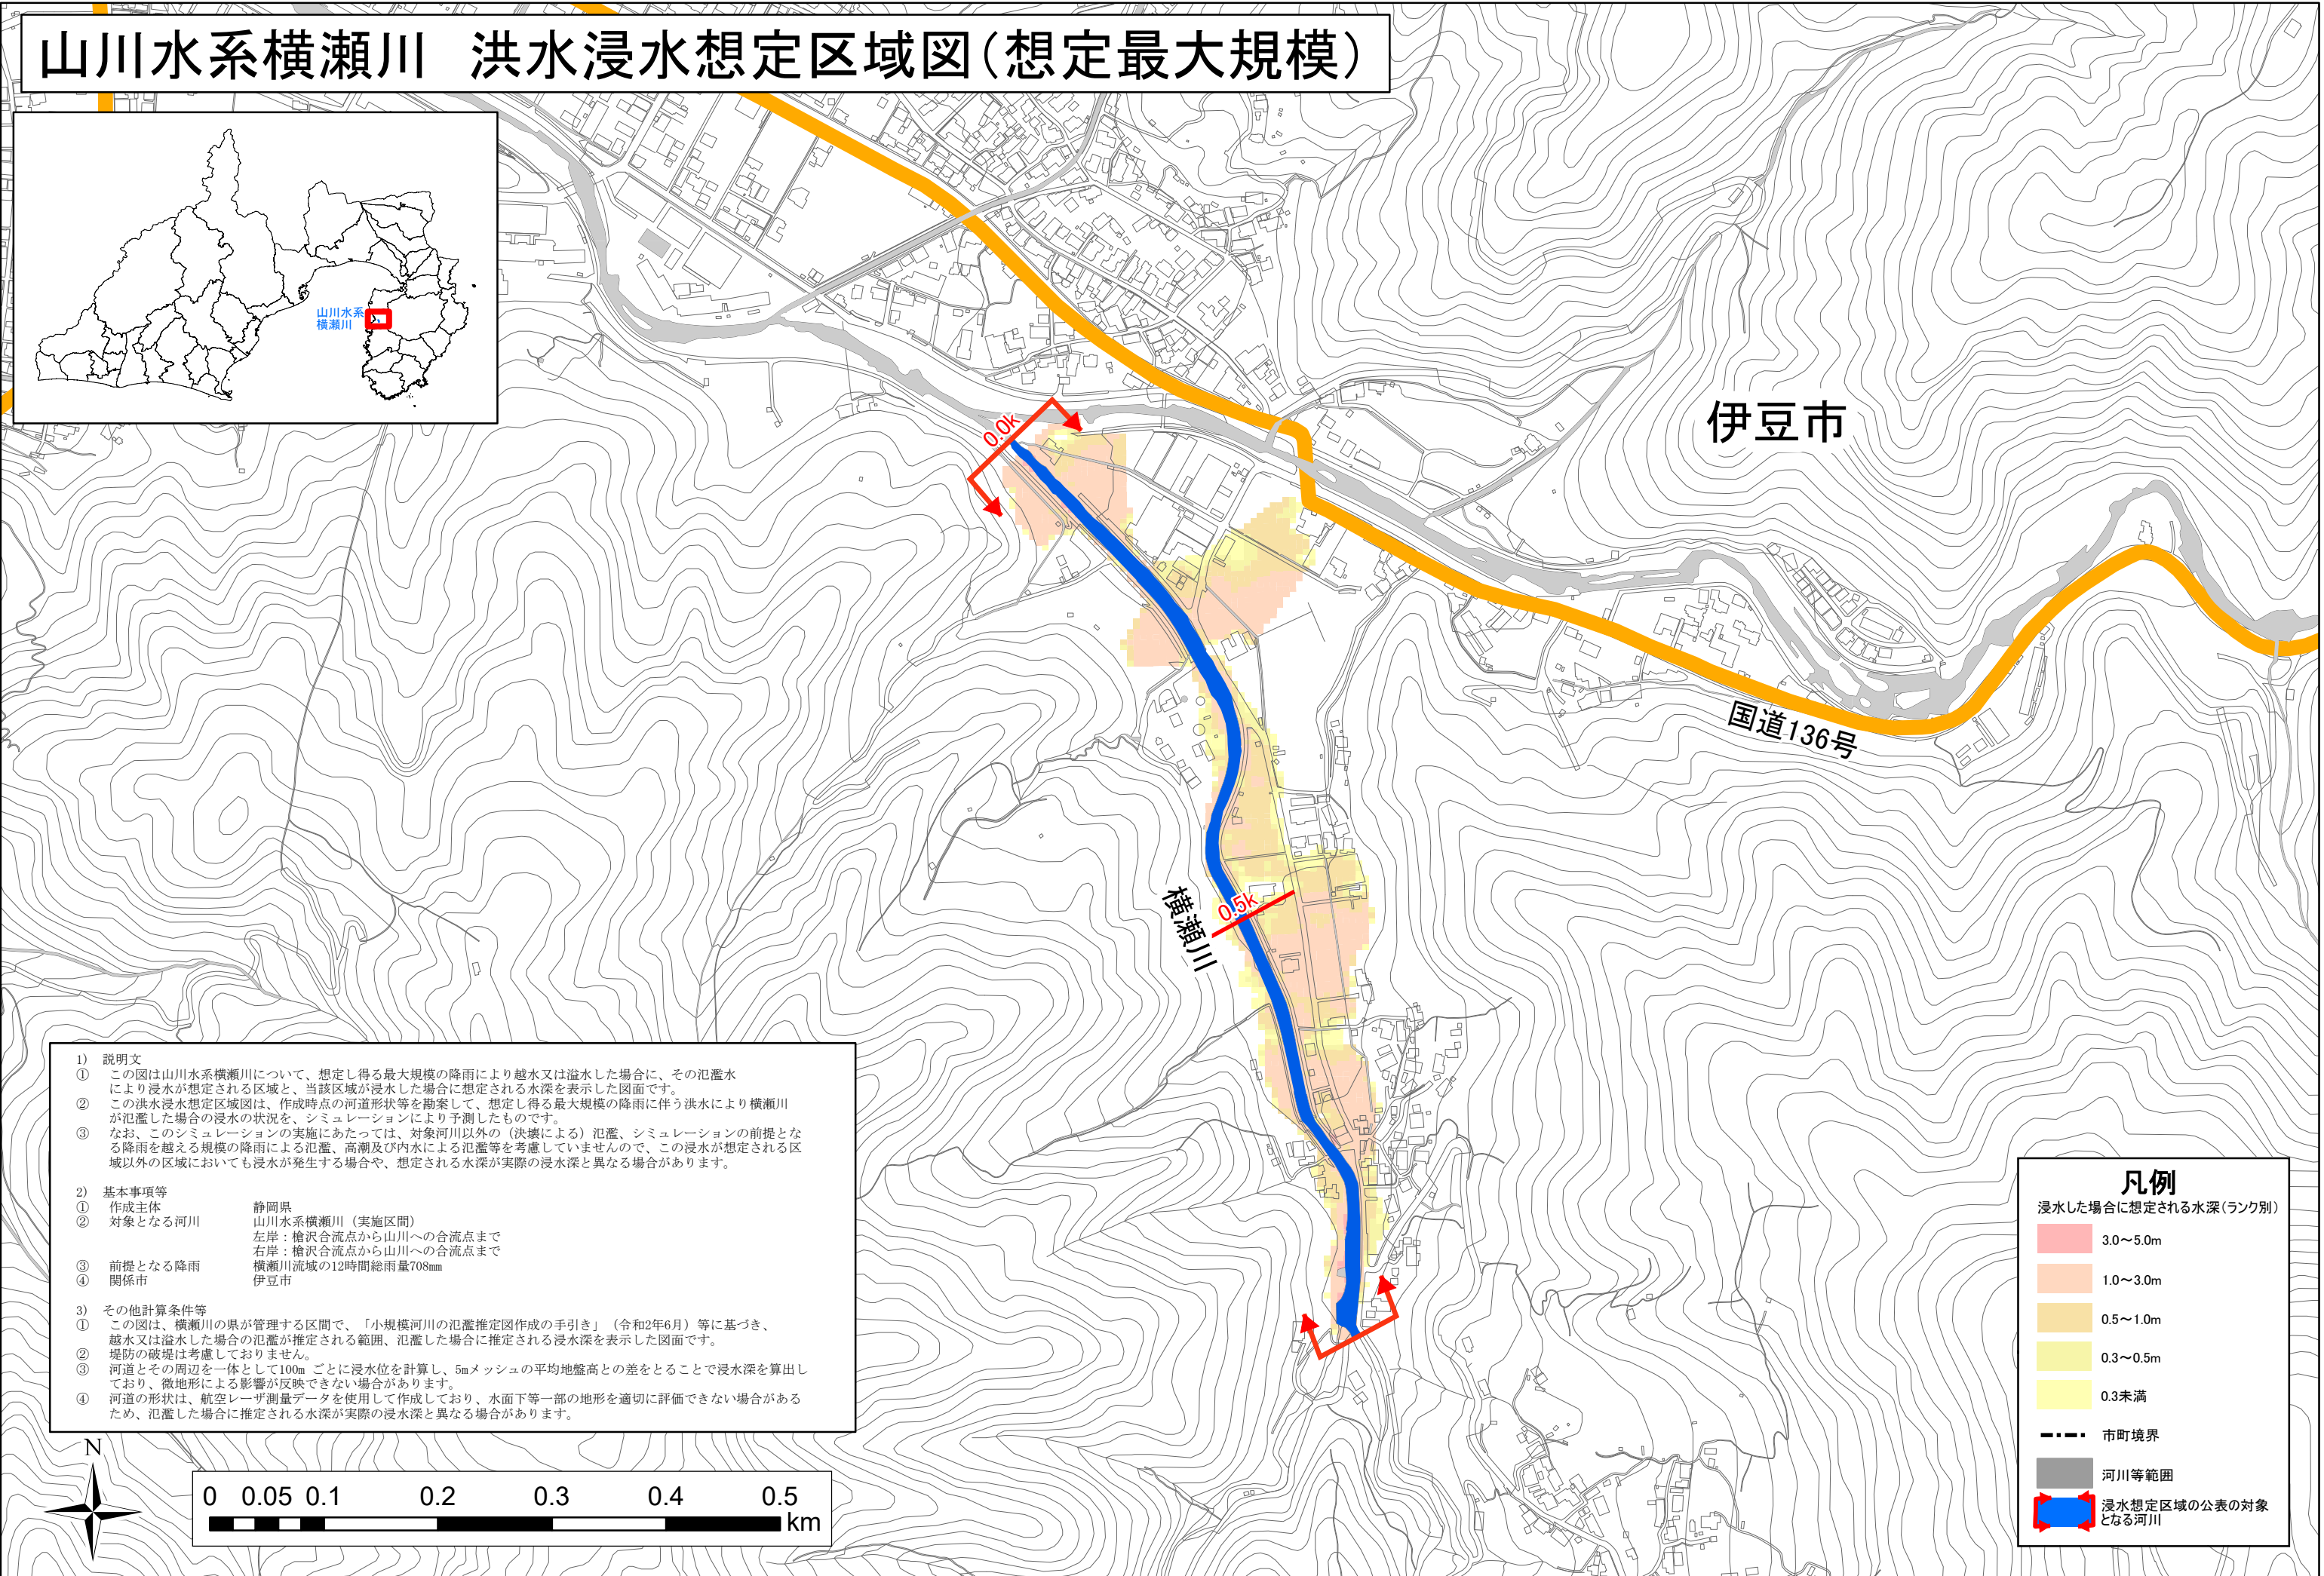 山川水系横瀬川 洪水浸水想定区域図(想定最大規模)
山川水系
横瀬川
0.0k
伊豆市
国道136号
0.5k
横瀬川
1) 説明文
① この図は山川水系横瀬川について、想定し得る最大規模の降雨により越水又は溢水した場合に、その氾濫水
により浸水が想定される区域と、当該区域が浸水した場合に想定される水深を表示した図面です。
② この洪水浸水想定区域図は、作成時点の河道形状等を勘案して、想定し得る最大規模の降雨に伴う洪水により横瀬川
が氾濫した場合の浸水の状況を、シミュレーションにより予測したものです。
③ なお、このシミュレーションの実施にあたっては、対象河川以外の(決壊による)氾濫、シミュレーションの前提とな
る降雨を越える規模の降雨による氾濫、高潮及び内水による氾濫等を考慮していませんので、この浸水が想定される区
域以外の区域においても浸水が発生する場合や、想定される水深が実際の浸水深と異なる場合があります。
2) 基本事項等
① 作成主体 静岡県
② 対象となる河川 山川水系横瀬川(実施区間)
左岸:槍沢合流点から山川への合流点まで
右岸:槍沢合流点から山川への合流点まで
③ 前提となる降雨 横瀬川流域の12時間総雨量708mm
④ 関係市 伊豆市
3) その他計算条件等
① この図は、横瀬川の県が管理する区間で、「小規模河川の氾濫推定図作成の手引き」(令和2年6月)等に基づき、
越水又は溢水した場合の氾濫が推定される範囲、氾濫した場合に推定される浸水深を表示した図面です。
② 堤防の破堤は考慮しておりません。
③ 河道とその周辺を一体として100m ごとに浸水位を計算し、5mメッシュの平均地盤高との差をとることで浸水深を算出し
ており、微地形による影響が反映できない場合があります。
④ 河道の形状は、航空レーザ測量データを使用して作成しており、水面下等一部の地形を適切に評価できない場合がある
ため、氾濫した場合に推定される水深が実際の浸水深と異なる場合があります。
N
0 0.05 0.1 0.2 0.3 0.4 0.5
km
凡例
浸水した場合に想定される水深(ランク別)
3.0～5.0m
1.0～3.0m
0.5～1.0m
0.3～0.5m
0.3未満
市町境界
河川等範囲
浸水想定区域の公表の対象
となる河川